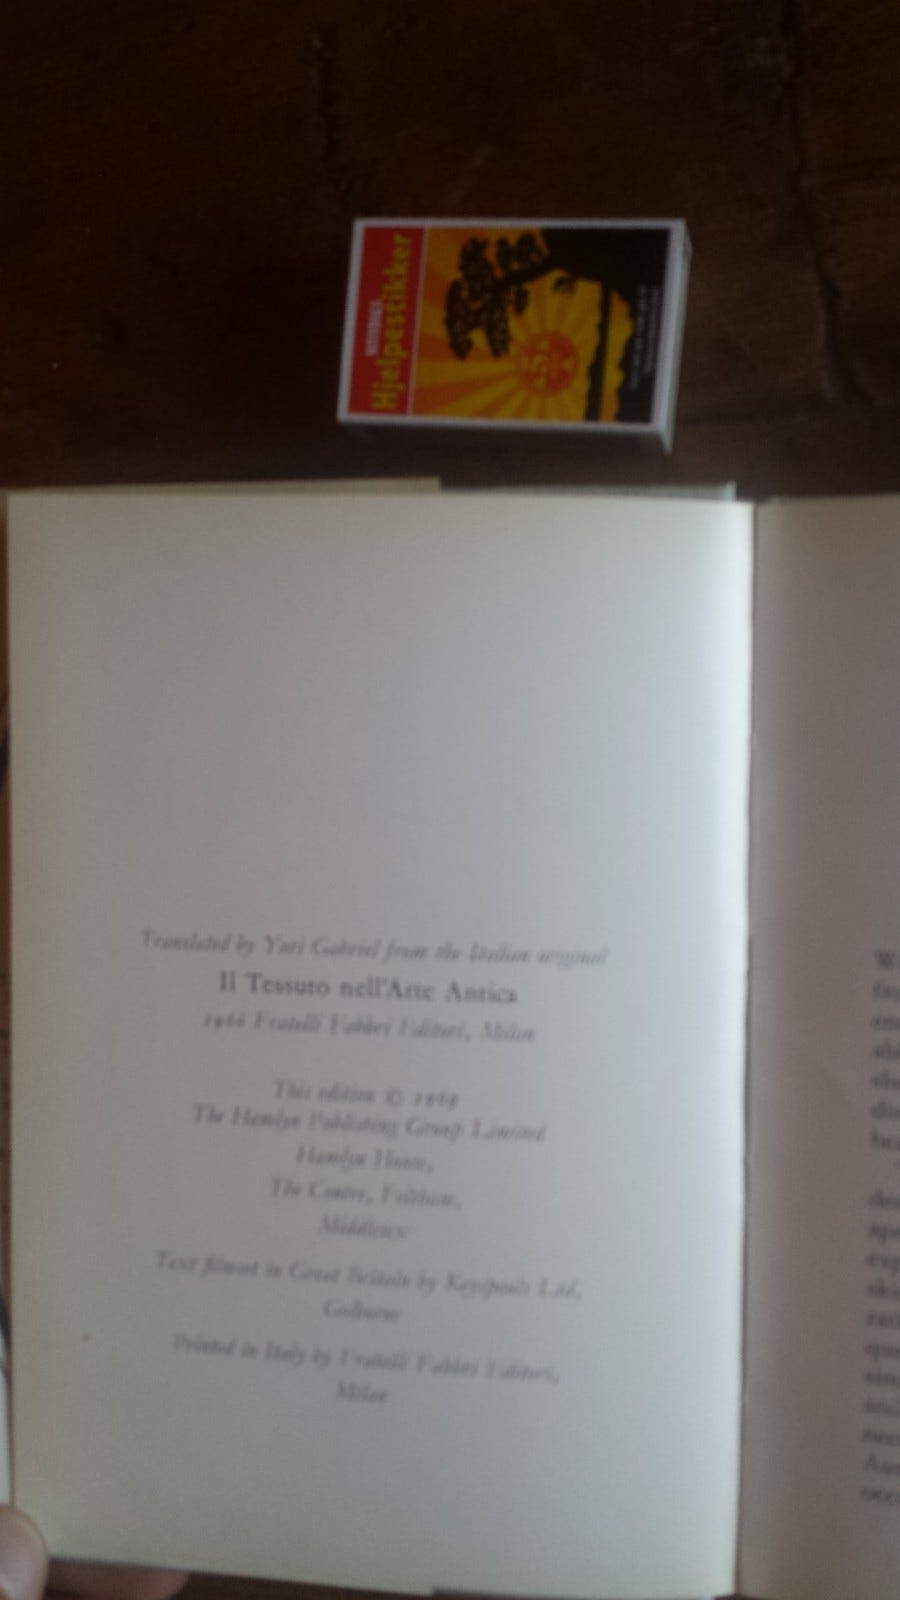 Hjelpestikker
Translated by Yuri Gabriel from the Italian original
Il Tessuto nell'Arte Antica
1966 Fratelli Fabbri Editori, Milan
This edition © 1969
The Hamlyn Publishing Group Limited
Hamlyn House,
The Centre, Feltham,
Middlesex
Text filmset in Great Britain by Keyspools Ltd,
Golborne
Printed in Italy by Fratelli Fabbri Editori,
Milan